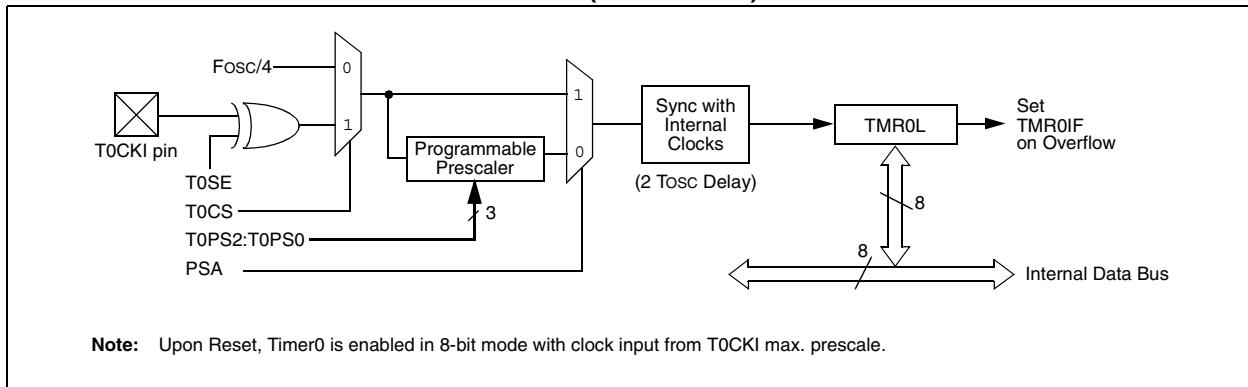 Fosc/4
0
1
T0CKI pin
T0SE
T0CS
T0PS2:T0PS0
PSA
Programmable
Prescaler
3
1
0
Sync with
Internal
Clocks
(2 Tosc Delay)
TMR0L
Set
TMR0IF
on Overflow
8
8
Internal Data Bus
Note: Upon Reset, Timer0 is enabled in 8-bit mode with clock input from T0CKI max. prescale.